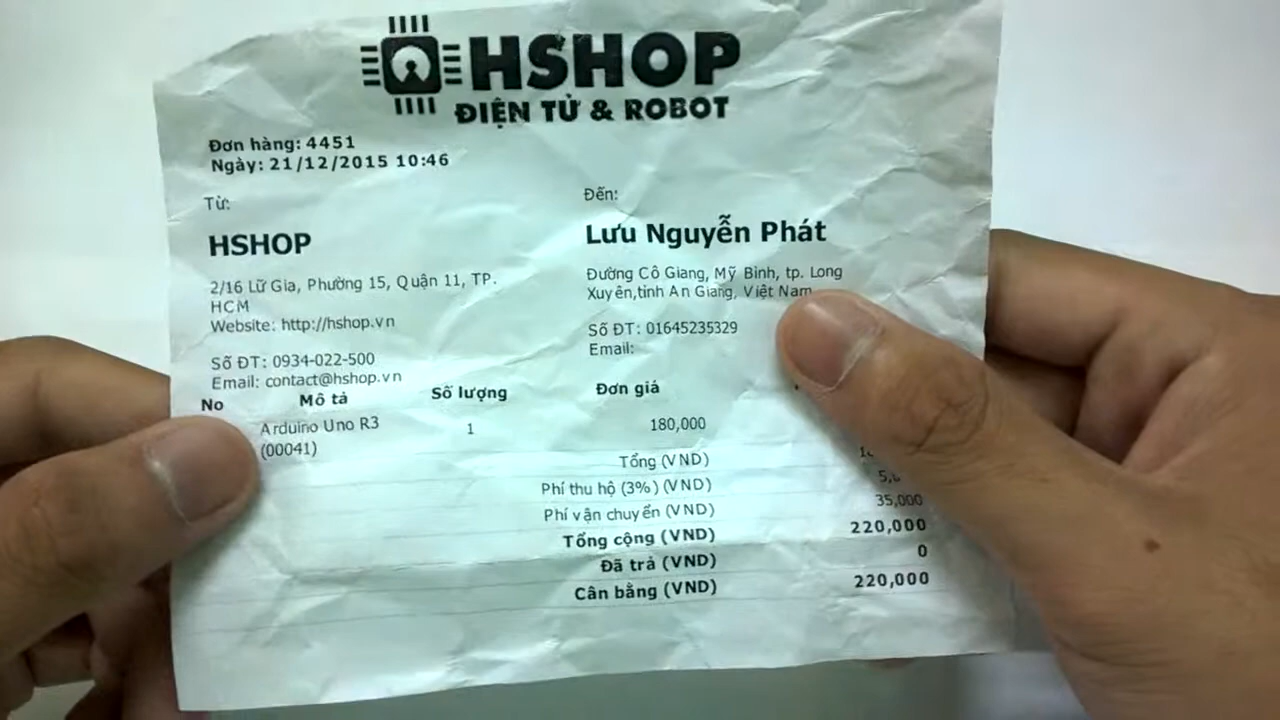 HSHOP
ĐIỆN TỬ & ROBOT
Đơn hàng: 4451
Ngày: 21/12/2015 10:46
Từ:
HSHOP
2/16 Lữ Gia, Phường 15, Quận 11, TP.
HCM
Website: http://hshop.vn
Số ĐT: 0934-022-500
Email: contact@hshop.vn
Đến:
Lưu Nguyễn Phát
Đường Cô Giang, Mỹ Bình, tp. Long
Xuyên,tỉnh An Giang, Việt Nam
Số ĐT: 01645235329
Email:
No Mô tả Số lượng Đơn giá
Arduino Uno R3 1 180,000
(00041)
Tổng (VND)
Phí thu hộ (3%) (VND)
Phí vận chuyển (VND) 35,000
Tổng cộng (VND) 220,000
Đã trả (VND) 0
Cân bằng (VND) 220,000